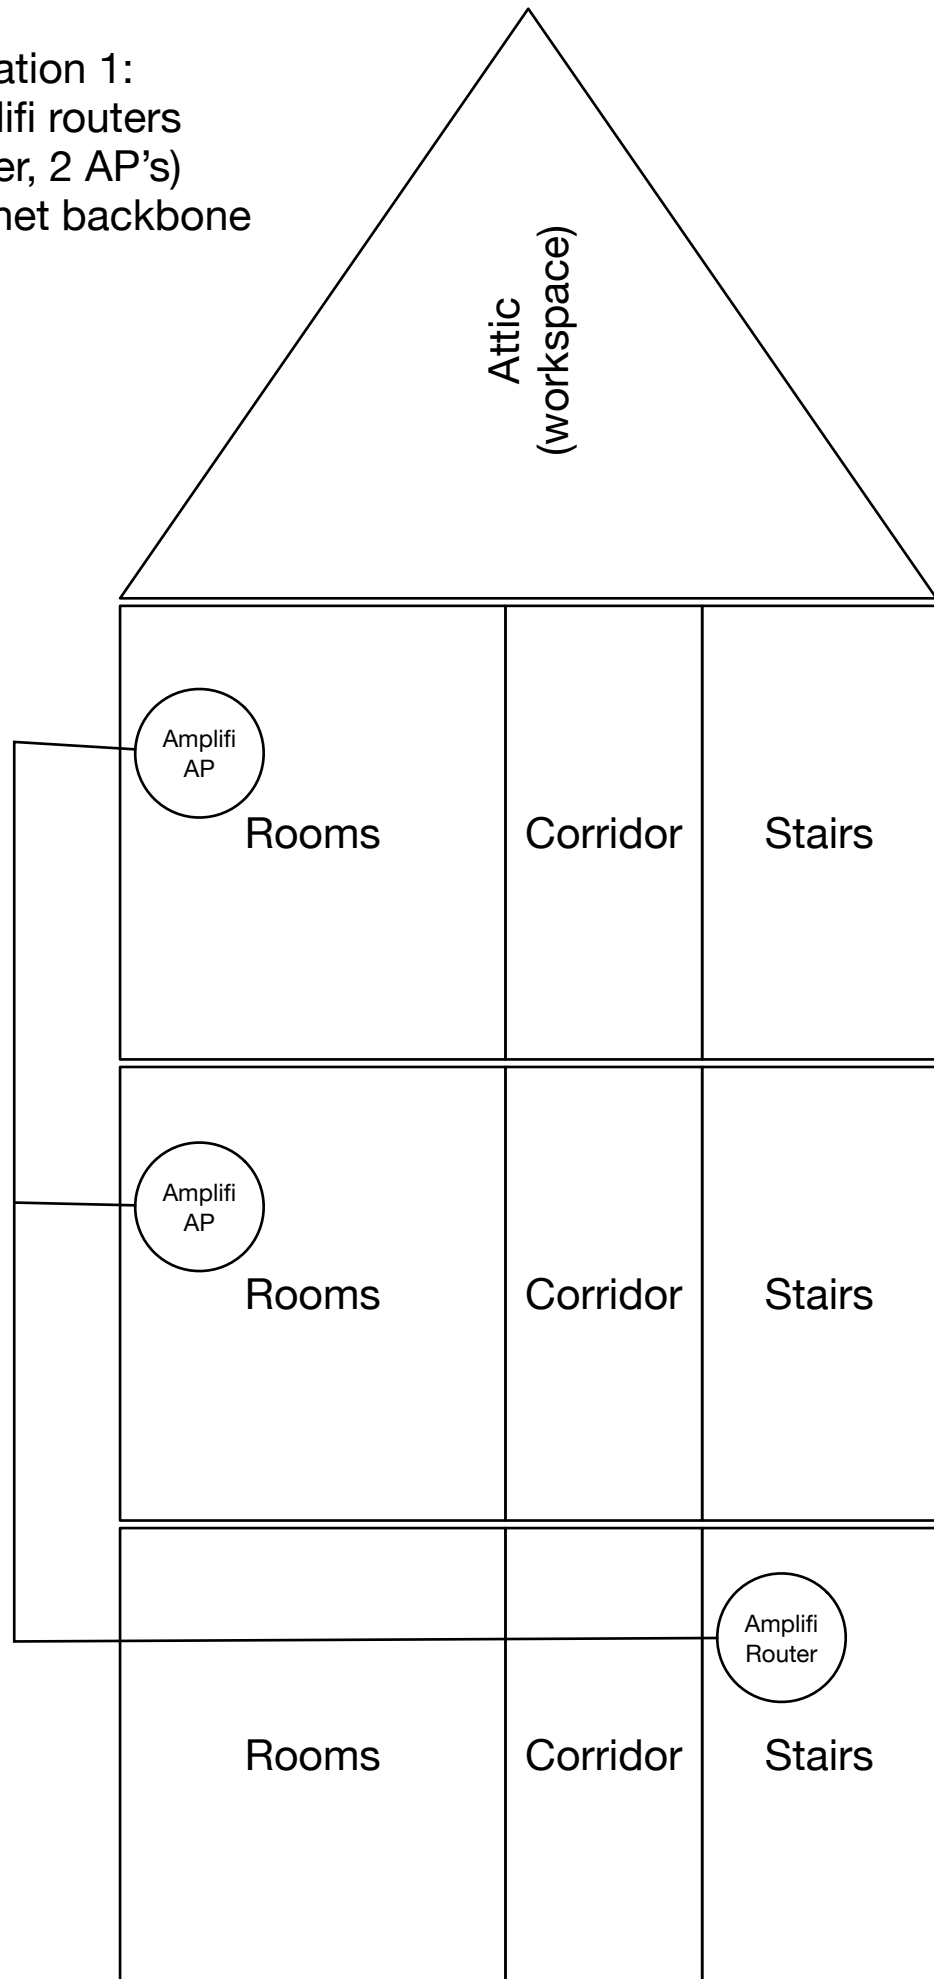 ation 1:
lifi routers
er, 2 AP's)
net backbone
Attic
(workspace)
Amplifi
AP
Rooms
Corridor
Stairs
Amplifi
AP
Rooms
Corridor
Stairs
Amplifi
Router
Rooms
Corridor
Stairs